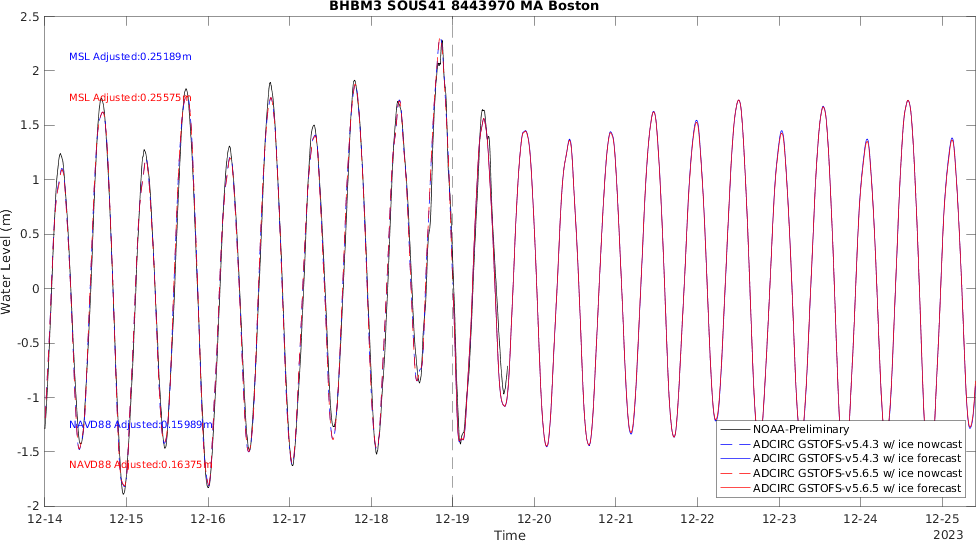 BHBM3 SOUS41 8443970 MA Boston
2.5
MSL Adjusted:0.25189m
2
MSL Adjusted:0.25575m
1.5
1
0.5
Water Level (m)
0
-0.5
-1
NAVD88 Adjusted:0.15989m
NOAA-Preliminary
ADCIRC GSTOFS-v5.4.3 w/ ice nowcast
-1.5
ADCIRC GSTOFS-v5.4.3 w/ ice forecast
NAVD88 Adjusted:0.16375m
ADCIRC GSTOFS-v5.6.5 w/ ice nowcast
ADCIRC GSTOFS-v5.6.5 w/ ice forecast
-2
12-14 12-15 12-16 12-17 12-18 12-19 12-20 12-21 12-22 12-23 12-24 12-25
Time
2023